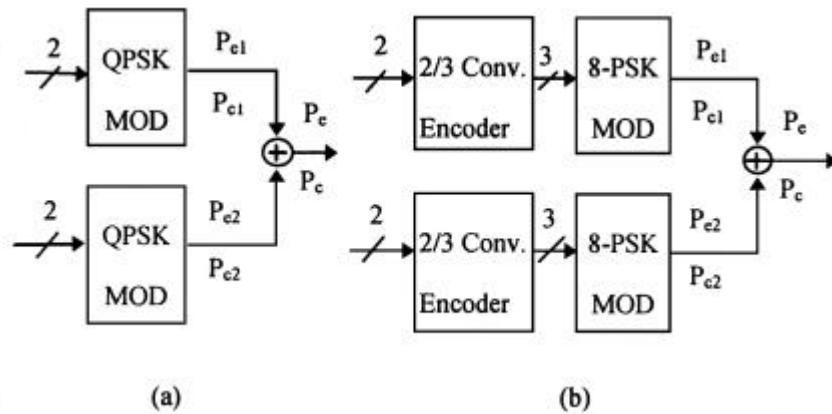 2
QPSK
MOD
Pe1
Pc1
2
QPSK
MOD
Pe2
Pc2
Pe
Pc
(a)
2
2/3 Conv.
Encoder
3
8-PSK
MOD
Pe1
Pc1
2
2/3 Conv.
Encoder
3
8-PSK
MOD
Pe2
Pc2
Pe
Pc
(b)